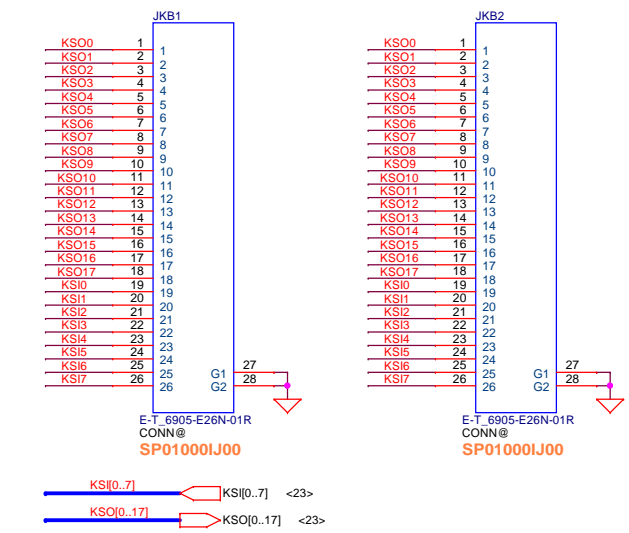 JKB1
KSO0 1 1
KSO1 2 2
KSO2 3 3
KSO3 4 4
KSO4 5 5
KSO5 6 6
KSO6 7 7
KSO7 8 8
KSO8 9 9
KSO9 10 10
KSO10 11 11
KSO11 12 12
KSO12 13 13
KSO13 14 14
KSO14 15 15
KSO15 16 16
KSO16 17 17
KSO17 18 18
KSI0 19 19
KSI1 20 20
KSI2 21 21
KSI3 22 22
KSI4 23 23
KSI5 24 24
KSI6 25 25 G1 27
KSI7 26 26 G2 28
E-T_6905-E26N-01R
CONN@
SP01000IJ00
JKB2
KSO0 1 1
KSO1 2 2
KSO2 3 3
KSO3 4 4
KSO4 5 5
KSO5 6 6
KSO6 7 7
KSO7 8 8
KSO8 9 9
KSO9 10 10
KSO10 11 11
KSO11 12 12
KSO12 13 13
KSO13 14 14
KSO14 15 15
KSO15 16 16
KSO16 17 17
KSO17 18 18
KSI0 19 19
KSI1 20 20
KSI2 21 21
KSI3 22 22
KSI4 23 23
KSI5 24 24
KSI6 25 25 G1 27
KSI7 26 26 G2 28
E-T_6905-E26N-01R
CONN@
SP01000IJ00
KSI[0..7] KSI[0..7] <23>
KSO[0..17] KSO[0..17] <23>